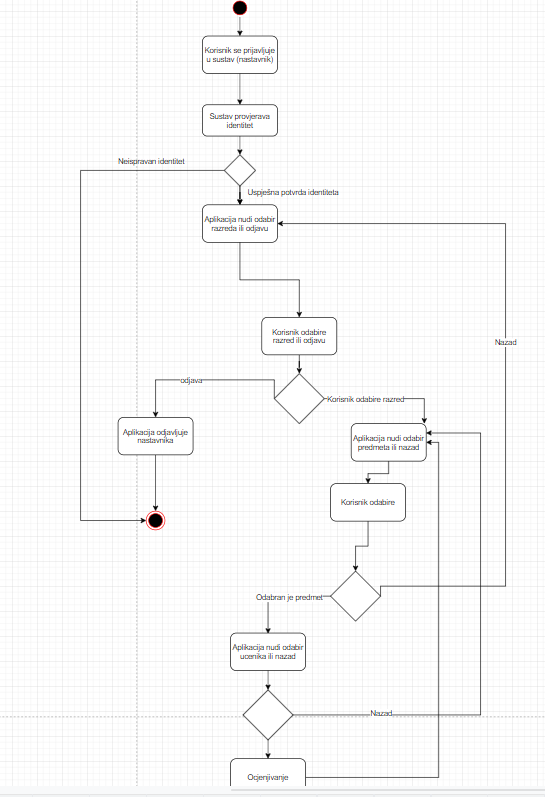 Korisnik se prijavljuje
u sustav (nastavnik)
Sustav provjerava
identitet
Neispravan identitet
Uspješna potvrda identiteta
Aplikacija nudi odabir
razreda ili odjavu
Korisnik odabire
razred ili odjavu
Nazad
odjava
Korisnik odabire razred
Aplikacija odjavljuje
nastavnika
Aplikacija nudi odabir
predmeta ili nazad
Korisnik odabire
Odabran je predmet
Aplikacija nudi odabir
ucenika ili nazad
Nazad
Ocjenjivanje